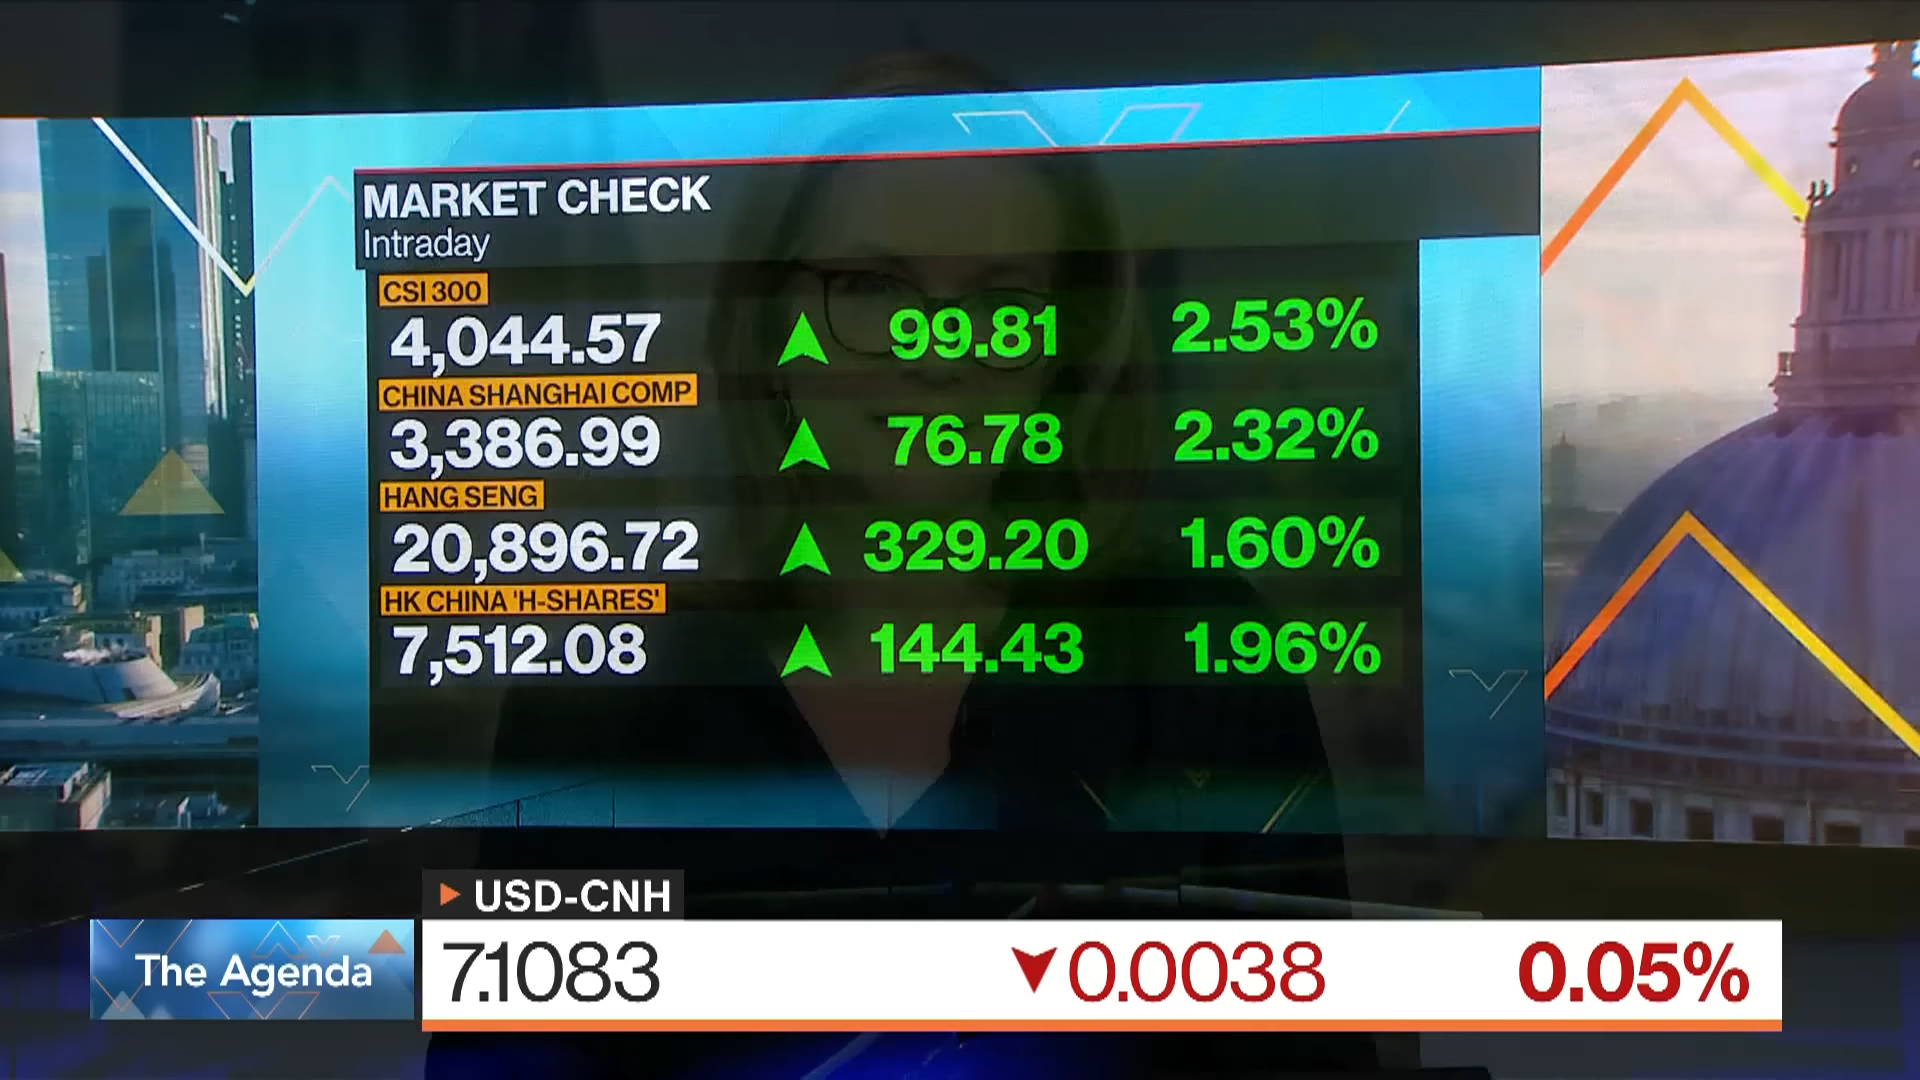 MARKET CHECK
Intraday
CSI 300
4,044.57 ▲ 99.81 2.53%
CHINA SHANGHAI COMP
3,386.99 ▲ 76.78 2.32%
HANG SENG
20,896.72 ▲ 329.20 1.60%
HK CHINA 'H-SHARES'
7,512.08 ▲ 144.43 1.96%
USD-CNH
The Agenda
7.1083 ▼ 0.0038 0.05%